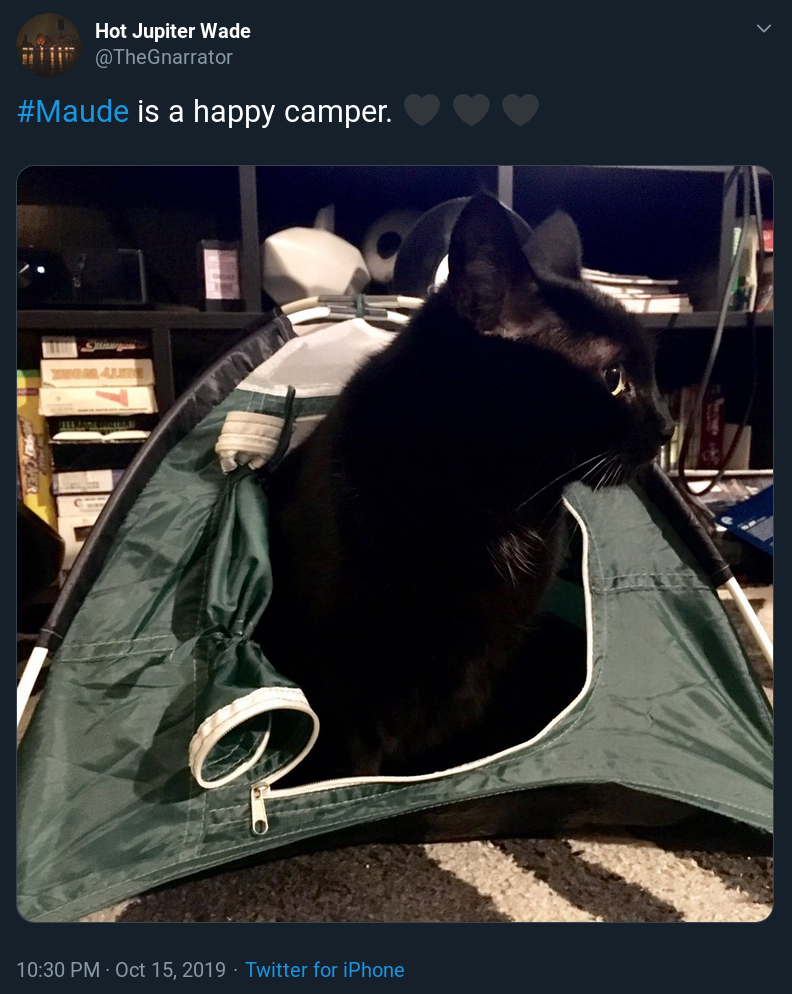 Hot Jupiter Wade
@TheGnarrator
#Maude is a happy camper. 🖤 🖤 🖤
10:30 PM · Oct 15, 2019 · Twitter for iPhone